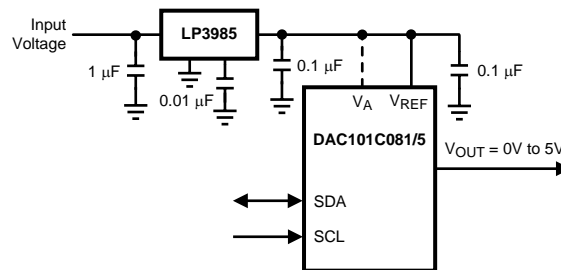 Input
Voltage
LP3985
1 μF
0.01 μF
0.1 μF
0.1 μF
VA
VREF
DAC101C081/5
VOUT = 0V to 5V
SDA
SCL